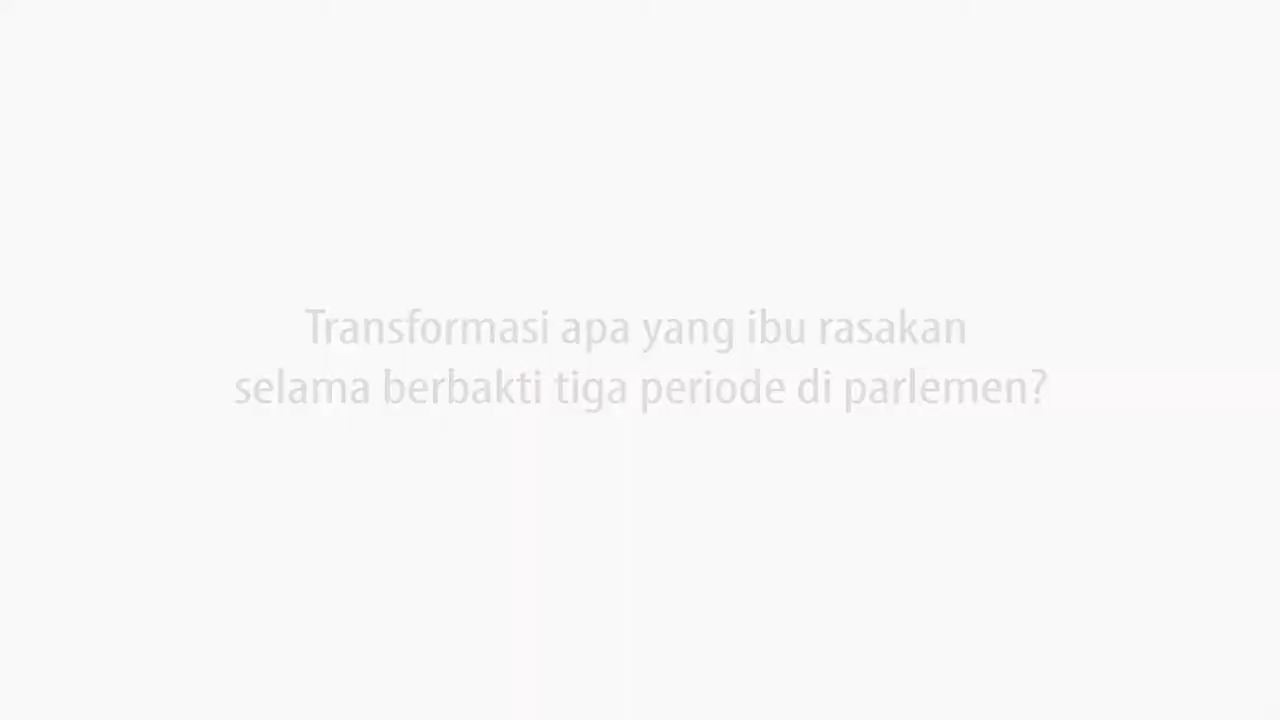 Transformasi apa yang ibu rasakan
selama berbakti tiga periode di parlemen?